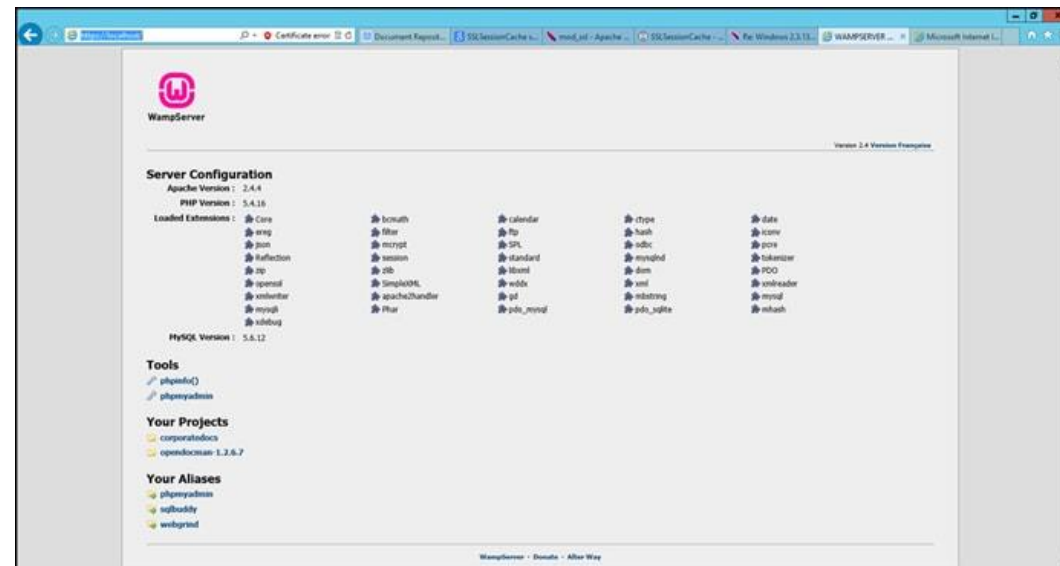 https://localhost
Certificate error
Document Reposit...
SSLSessionCache s...
mod_ssl - Apache ...
SSLSessionCache - ...
Re: Windows 2.3.13...
WAMPSERVER ...
Microsoft Internet I...
WampServer
Version 2.4 Version Française
Server Configuration
Apache Version : 2.4.4
PHP Version : 5.4.16
Loaded Extensions : Core bcmath calendar ctype date
ereg filter ftp hash iconv
json mcrypt SPL odbc pcre
Reflection session standard mysqlnd tokenizer
zip zlib libxml dom PDO
openssl SimpleXML wddx xml xmlreader
xmlwriter apache2handler gd mbstring mysql
mysqli Phar pdo_mysql pdo_sqlite mhash
xdebug
MySQL Version : 5.6.12
Tools
phpinfo()
phpmyadmin
Your Projects
corporatedocs
opendocman-1.2.6.7
Your Aliases
phpmyadmin
sqlbuddy
webgrind
WampServer - Donate - Alter Way